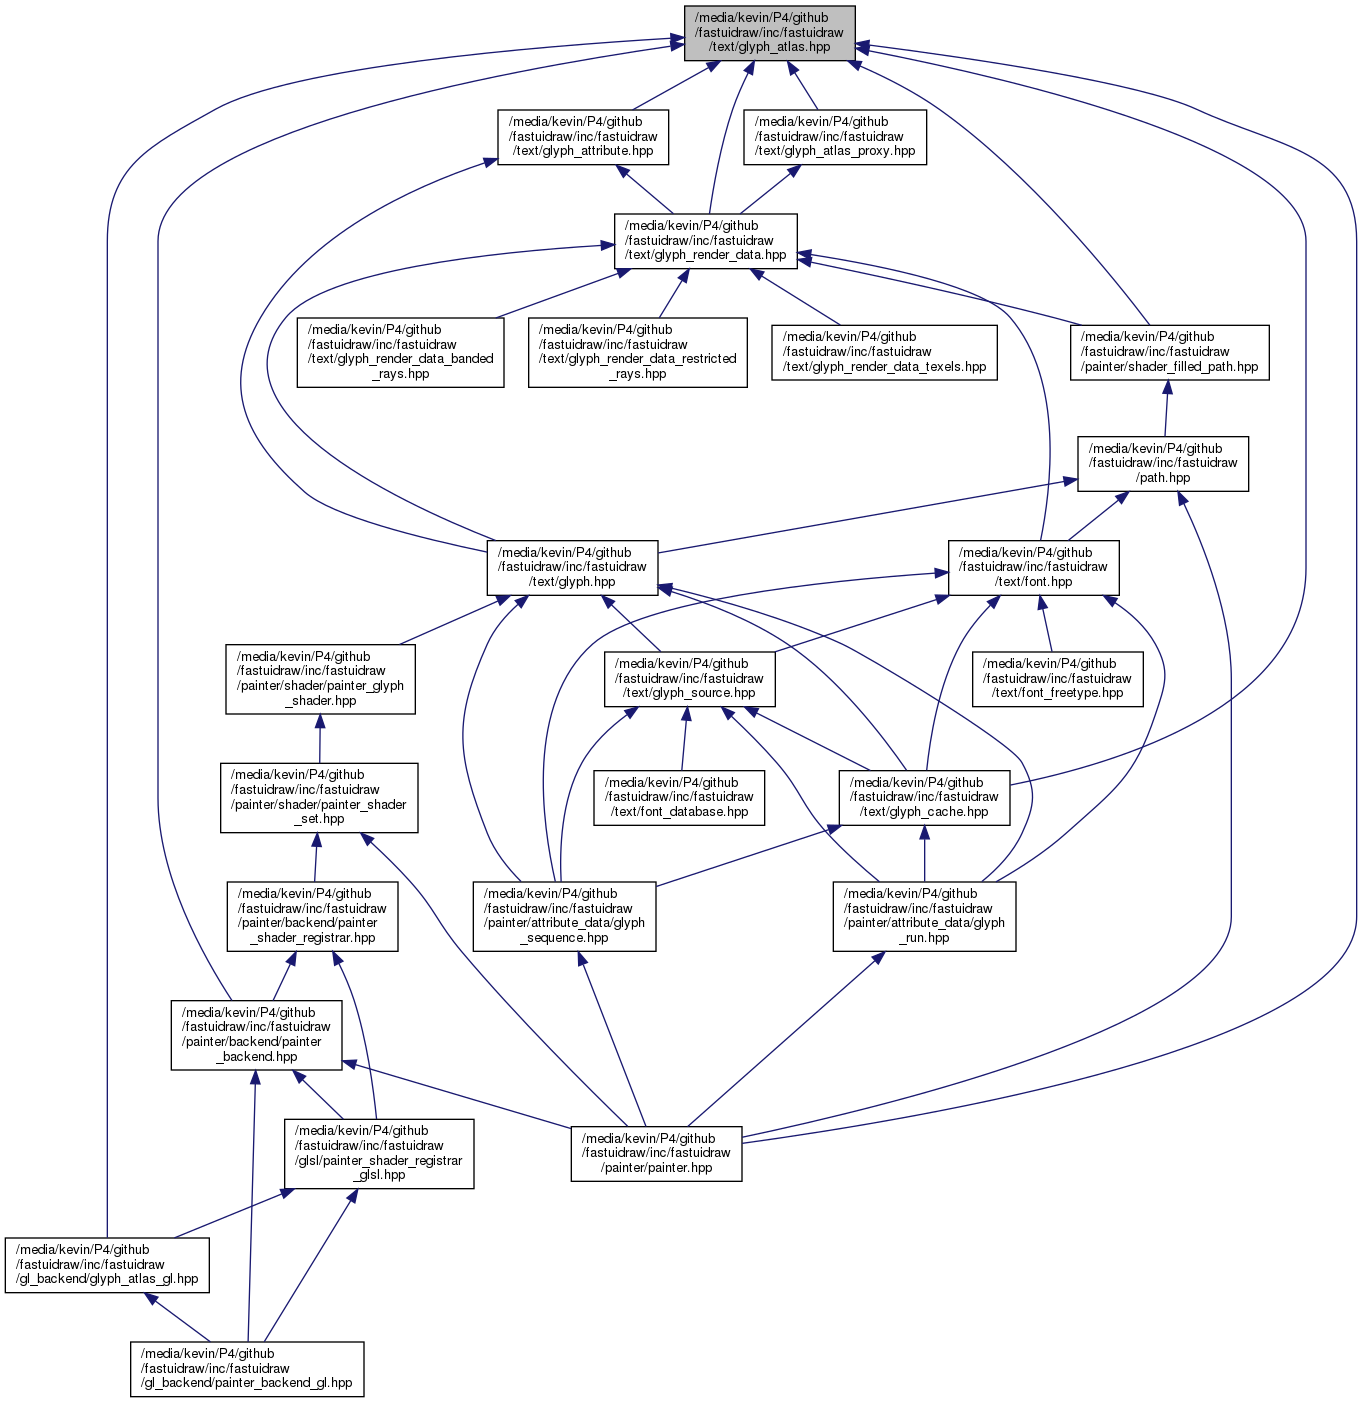 /media/kevin/P4/github
/fastuidraw/inc/fastuidraw
/text/glyph_atlas.hpp
/media/kevin/P4/github
/fastuidraw/inc/fastuidraw
/text/glyph_attribute.hpp
/media/kevin/P4/github
/fastuidraw/inc/fastuidraw
/text/glyph_atlas_proxy.hpp
/media/kevin/P4/github
/fastuidraw/inc/fastuidraw
/text/glyph_render_data.hpp
/media/kevin/P4/github
/fastuidraw/inc/fastuidraw
/text/glyph_render_data_banded
_rays.hpp
/media/kevin/P4/github
/fastuidraw/inc/fastuidraw
/text/glyph_render_data_restricted
_rays.hpp
/media/kevin/P4/github
/fastuidraw/inc/fastuidraw
/text/glyph_render_data_texels.hpp
/media/kevin/P4/github
/fastuidraw/inc/fastuidraw
/painter/shader_filled_path.hpp
/media/kevin/P4/github
/fastuidraw/inc/fastuidraw
/path.hpp
/media/kevin/P4/github
/fastuidraw/inc/fastuidraw
/text/glyph.hpp
/media/kevin/P4/github
/fastuidraw/inc/fastuidraw
/text/font.hpp
/media/kevin/P4/github
/fastuidraw/inc/fastuidraw
/painter/shader/painter_glyph
_shader.hpp
/media/kevin/P4/github
/fastuidraw/inc/fastuidraw
/text/glyph_source.hpp
/media/kevin/P4/github
/fastuidraw/inc/fastuidraw
/text/font_freetype.hpp
/media/kevin/P4/github
/fastuidraw/inc/fastuidraw
/painter/shader/painter_shader
_set.hpp
/media/kevin/P4/github
/fastuidraw/inc/fastuidraw
/text/font_database.hpp
/media/kevin/P4/github
/fastuidraw/inc/fastuidraw
/text/glyph_cache.hpp
/media/kevin/P4/github
/fastuidraw/inc/fastuidraw
/painter/backend/painter
_shader_registrar.hpp
/media/kevin/P4/github
/fastuidraw/inc/fastuidraw
/painter/attribute_data/glyph
_sequence.hpp
/media/kevin/P4/github
/fastuidraw/inc/fastuidraw
/painter/attribute_data/glyph
_run.hpp
/media/kevin/P4/github
/fastuidraw/inc/fastuidraw
/painter/backend/painter
_backend.hpp
/media/kevin/P4/github
/fastuidraw/inc/fastuidraw
/glsl/painter_shader_registrar
_glsl.hpp
/media/kevin/P4/github
/fastuidraw/inc/fastuidraw
/painter/painter.hpp
/media/kevin/P4/github
/fastuidraw/inc/fastuidraw
/gl_backend/glyph_atlas_gl.hpp
/media/kevin/P4/github
/fastuidraw/inc/fastuidraw
/gl_backend/painter_backend_gl.hpp